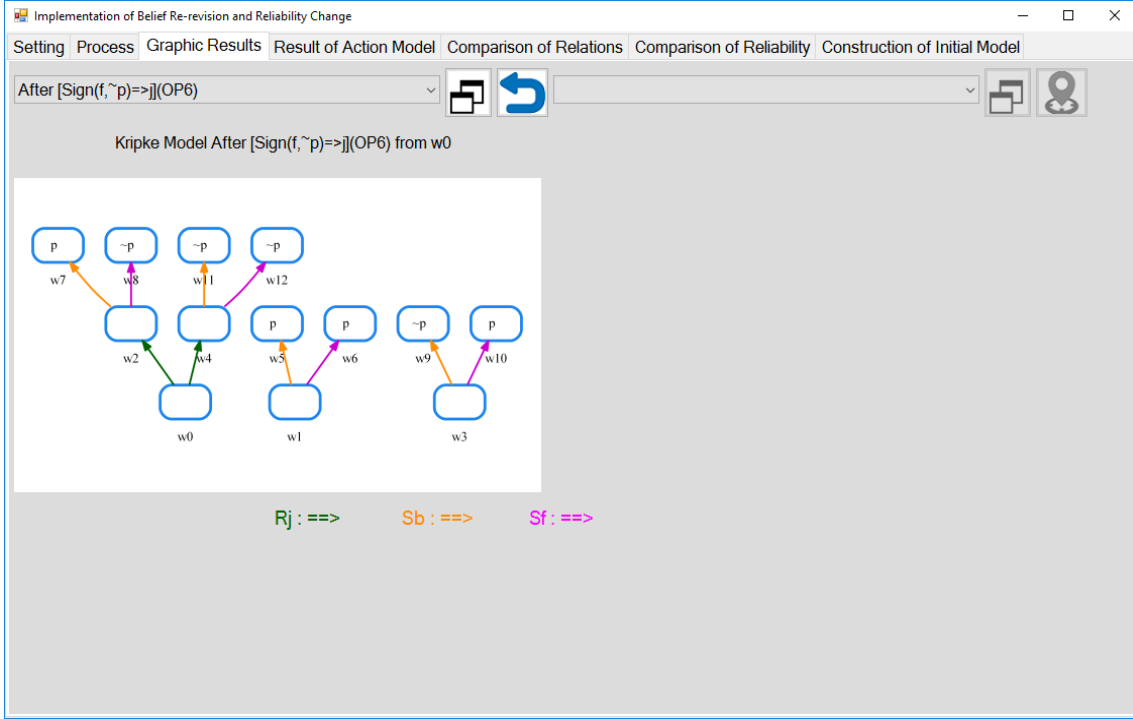 Implementation of Belief Re-revision and Reliability Change
Setting Process Graphic Results Result of Action Model Comparison of Relations Comparison of Reliability Construction of Initial Model
After [Sign(f,~p)=>j](OP6)
Kripke Model After [Sign(f,~p)=>j](OP6) from w0
p ~p ~p ~p
w7 w8 w11 w12
p p ~p p
w2 w4 w5 w6 w9 w10
w0 w1 w3
Rj : ==> Sb : ==> Sf : ==>